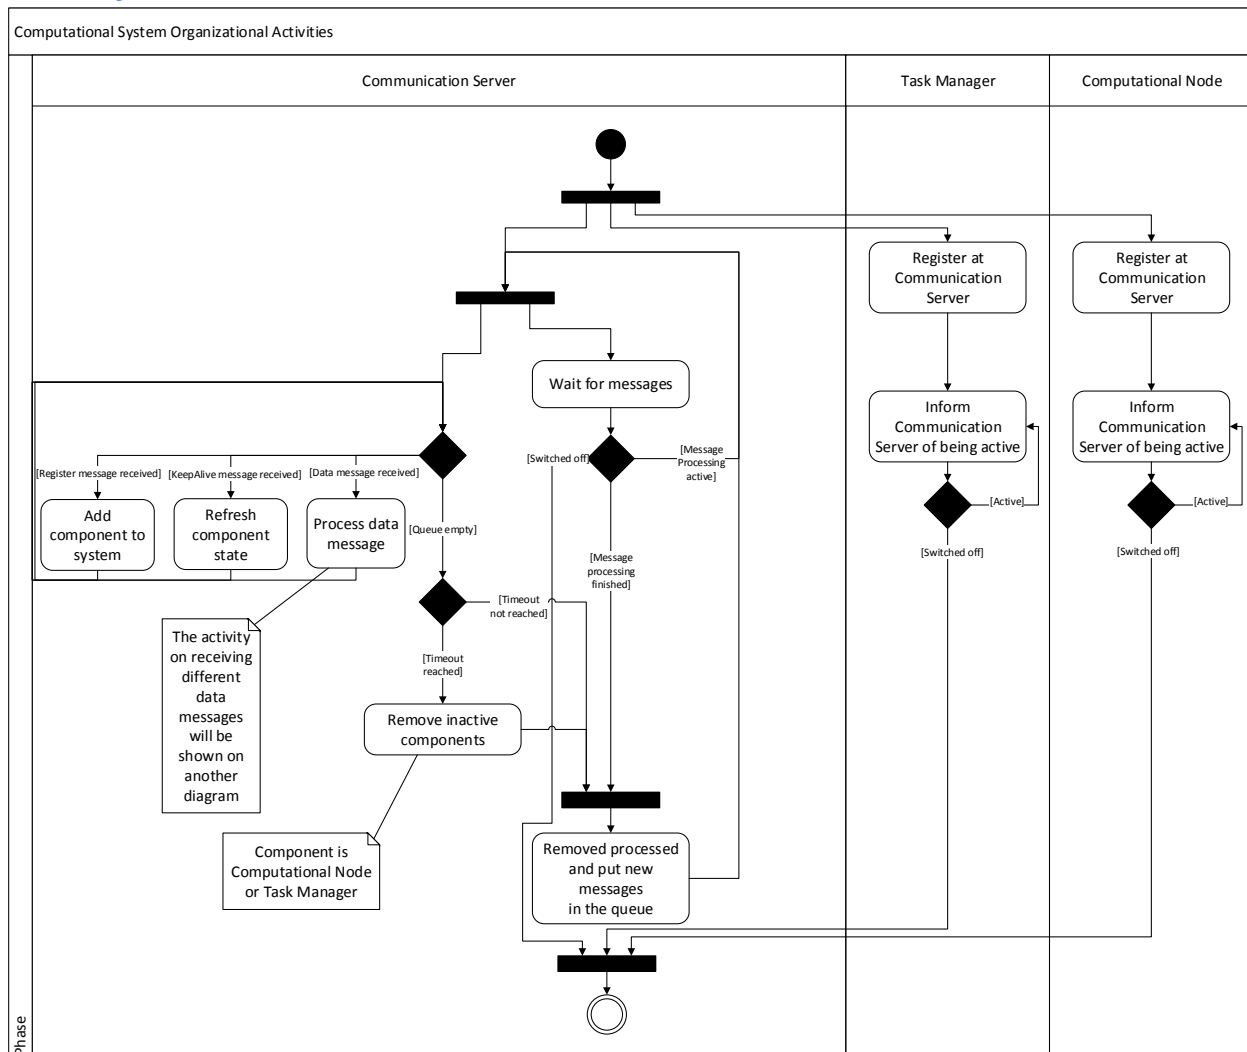 Computational System Organizational Activities
Communication Server
Task Manager
Computational Node
Register at
Communication
Server
Register at
Communication
Server
Wait for messages
Inform
Communication
Server of being active
Inform
Communication
Server of being active
[Switched off]
[Message
Processing
active]
[Register message received]
[KeepAlive message received]
[Data message received]
[Active]
[Active]
Add
component to
system
Refresh
component
state
Process data
message
[Queue empty]
[Switched off]
[Switched off]
[Message
processing
finished]
[Timeout
not reached]
The activity
on receiving
different
data
messages
will be
shown on
another
diagram
[Timeout
reached]
Remove inactive
components
Component is
Computational Node
or Task Manager
Removed processed
and put new
messages
in the queue
Phase